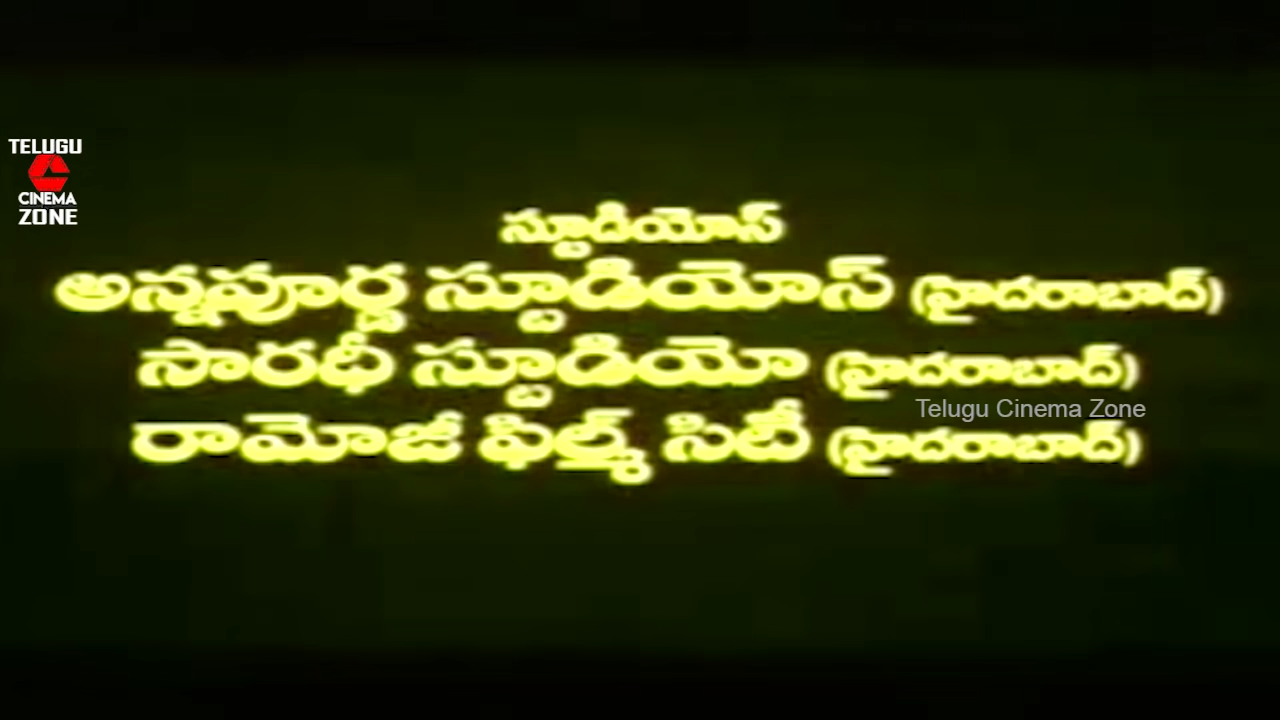 TELUGU
CINEMA
ZONE
స్టూడియోస్
అన్నపూర్ణ స్టూడియోస్ (హైదరాబాద్)
సారథీ స్టూడియో (హైదరాబాద్)
Telugu Cinema Zone
రామోజీ ఫిల్మ్ సిటీ (హైదరాబాద్)